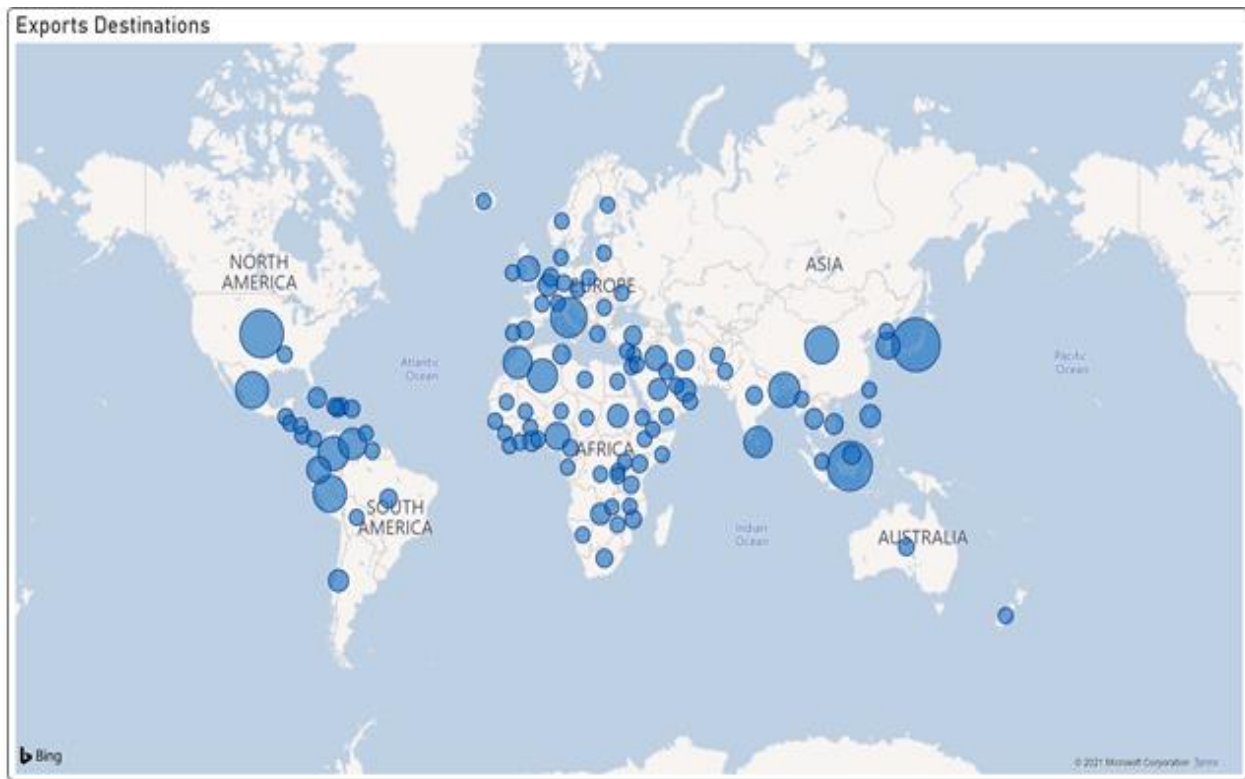 Exports Destinations
NORTH
AMERICA
EUROPE
ASIA
Atlantic
Ocean
Pacific
Ocean
AFRICA
SOUTH
AMERICA
Indian
Ocean
AUSTRALIA
Bing
© 2021 Microsoft Corporation Terms